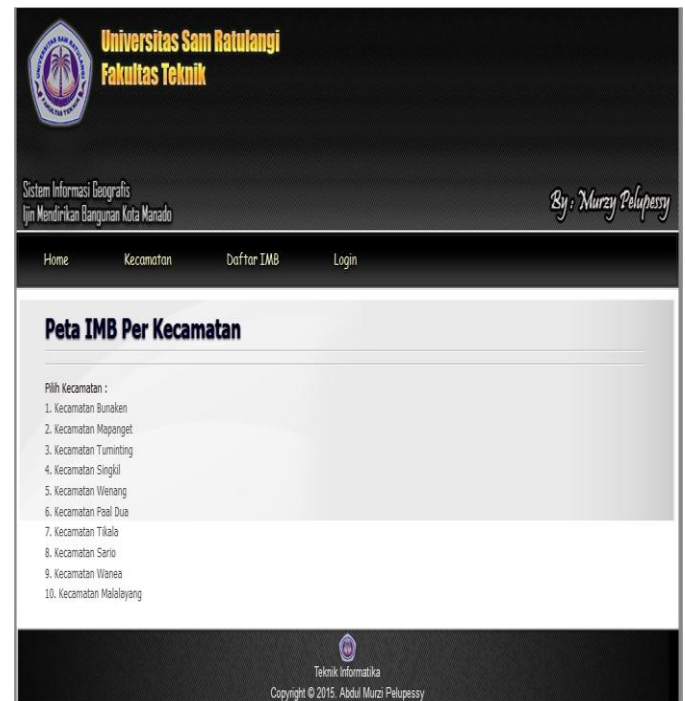 Universitas Sam Ratulangi
Fakultas Teknik
Sistem Informasi Geografis
Ijin Mendirikan Bangunan Kota Manado
By : Murzy Pelupessy
Home Kecamatan Daftar IMB Login
Peta IMB Per Kecamatan
Pilih Kecamatan :
1. Kecamatan Bunaken
2. Kecamatan Mapanget
3. Kecamatan Tuminting
4. Kecamatan Singkil
5. Kecamatan Wenang
6. Kecamatan Paal Dua
7. Kecamatan Tikala
8. Kecamatan Sario
9. Kecamatan Wanea
10. Kecamatan Malalayang
Teknik Informatika
Copyright © 2015. Abdul Murzi Pelupessy